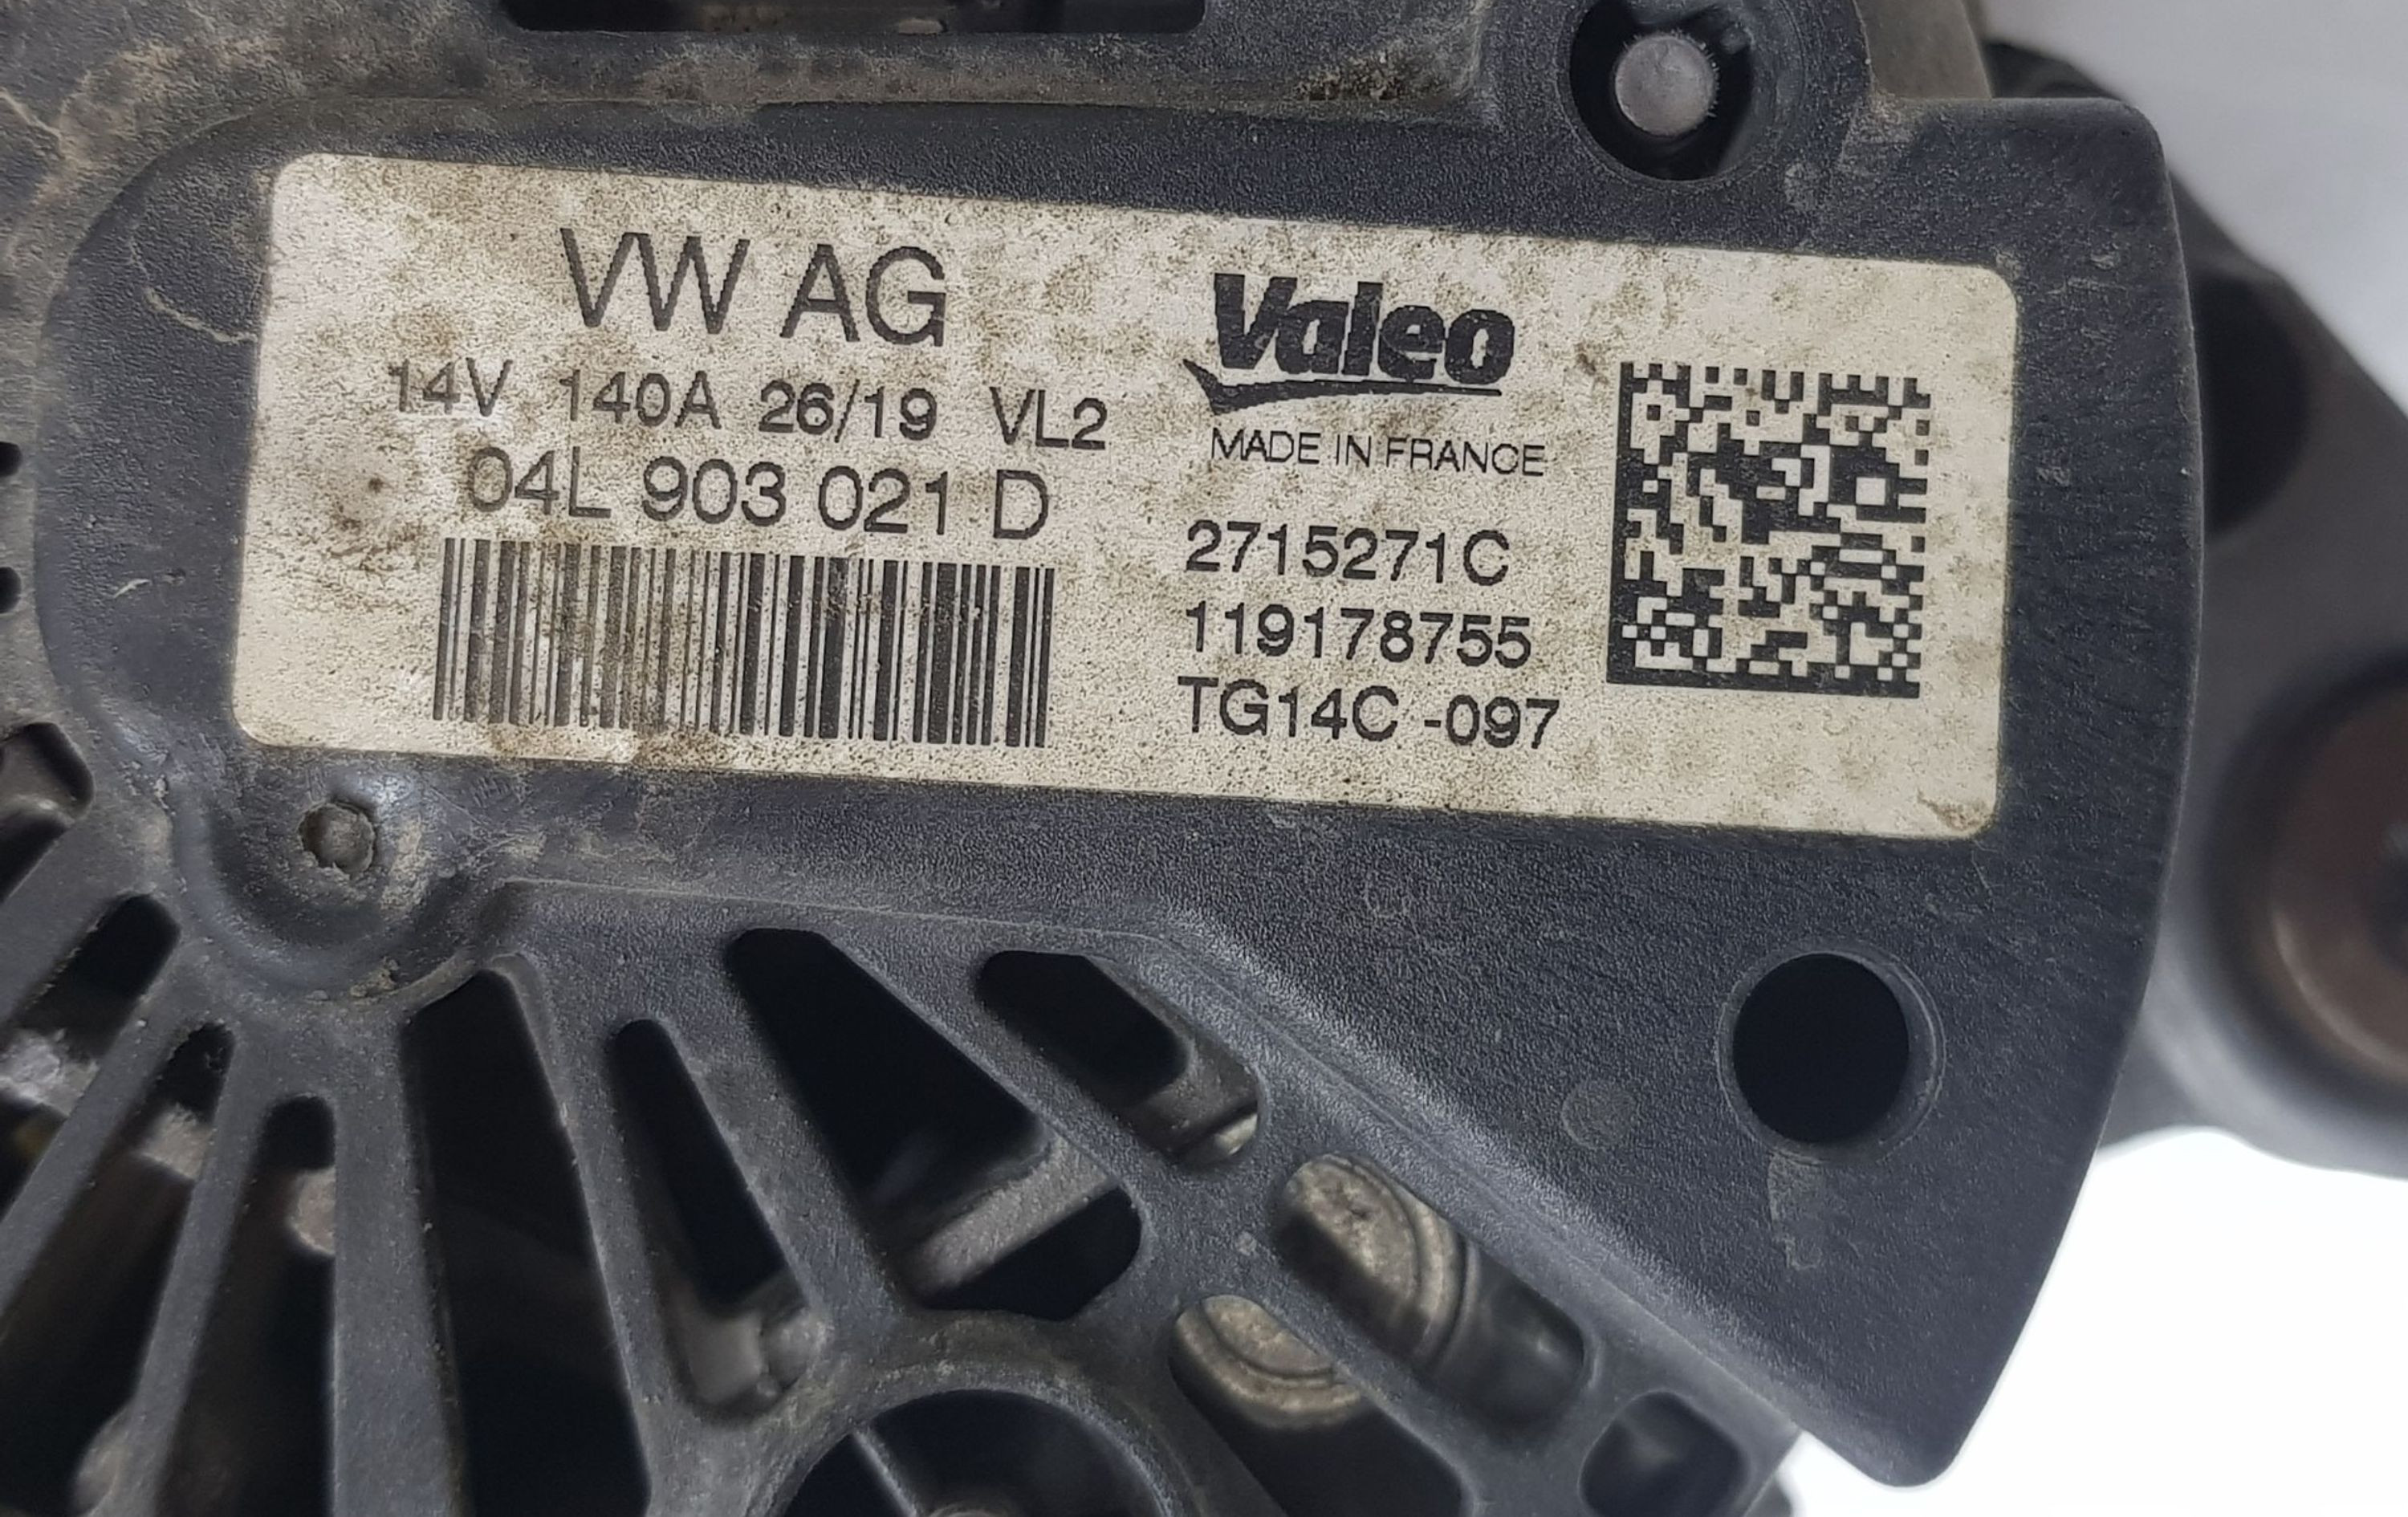 VW AG
14V 140A 26/19 VL2
04L 903 021 D
Valeo
MADE IN FRANCE
2715271C
119178755
TG14C -097